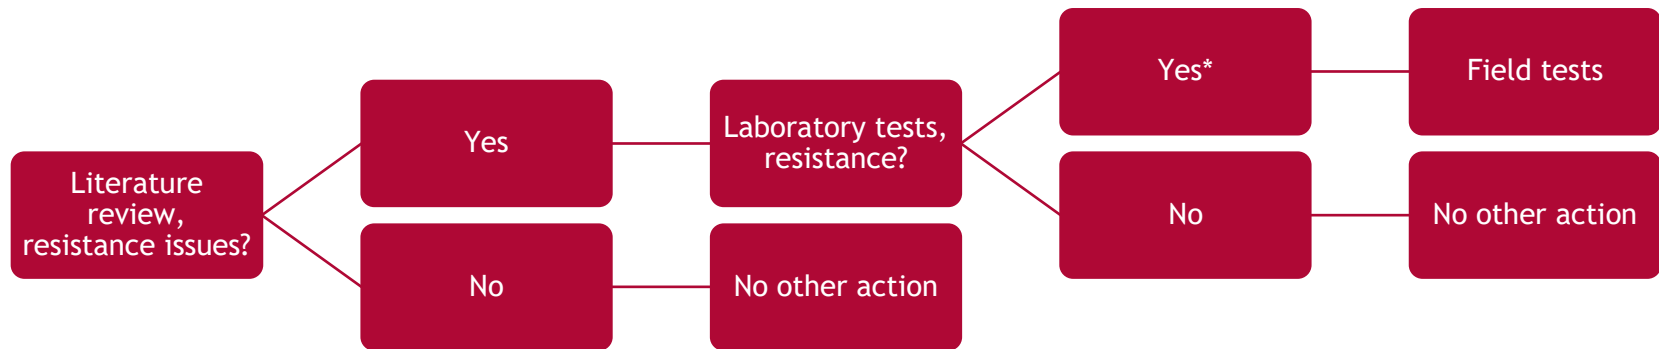 Literature
review,
resistance issues?
Yes
No
Laboratory tests,
resistance?
No other action
Yes*
No
Field tests
No other action